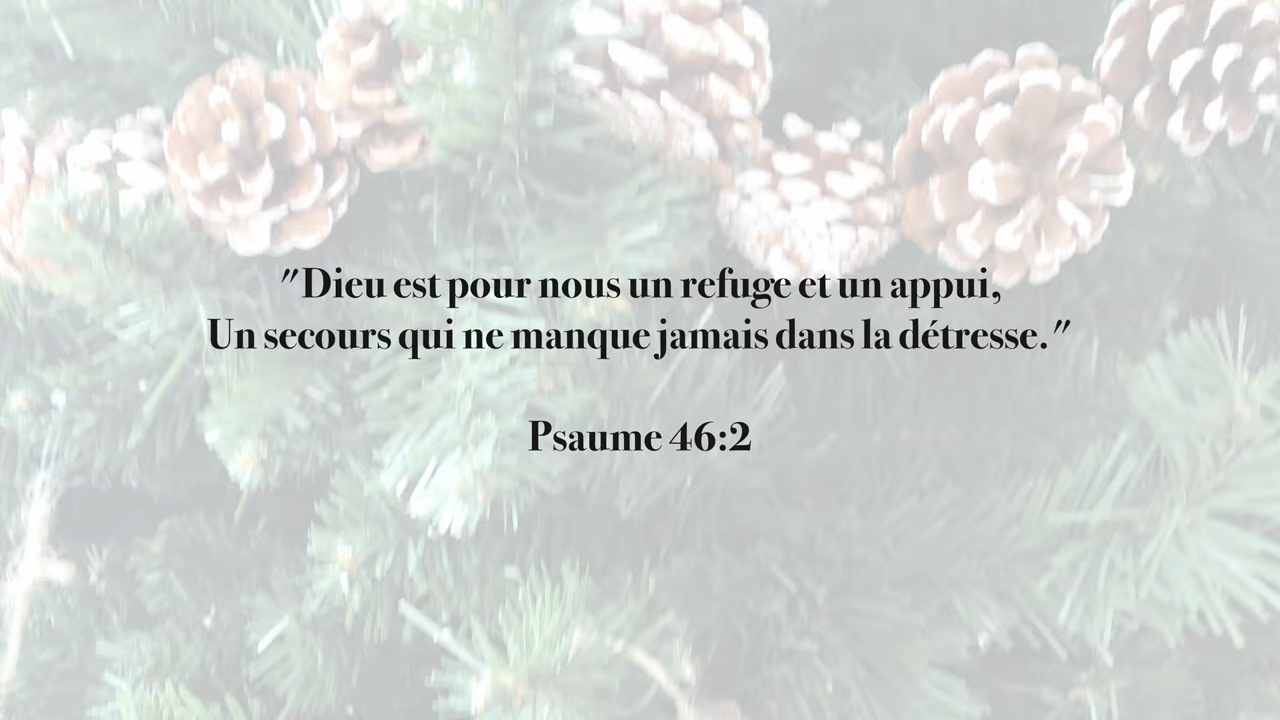 "Dieu est pour nous un refuge et un appui,
Un secours qui ne manque jamais dans la détresse."
Psaume 46:2